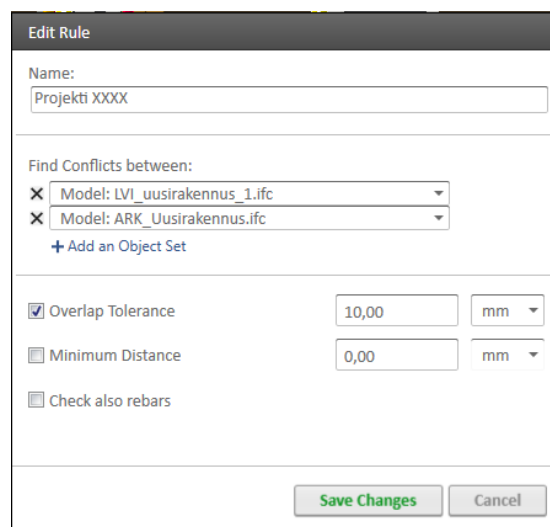 Edit Rule
Name:
Projekti XXXX
Find Conflicts between:
Model: LVI_uusirakennus_1.ifc
Model: ARK_Uusirakennus.ifc
+ Add an Object Set
Overlap Tolerance 10,00 mm
Minimum Distance 0,00 mm
Check also rebars
Save Changes Cancel